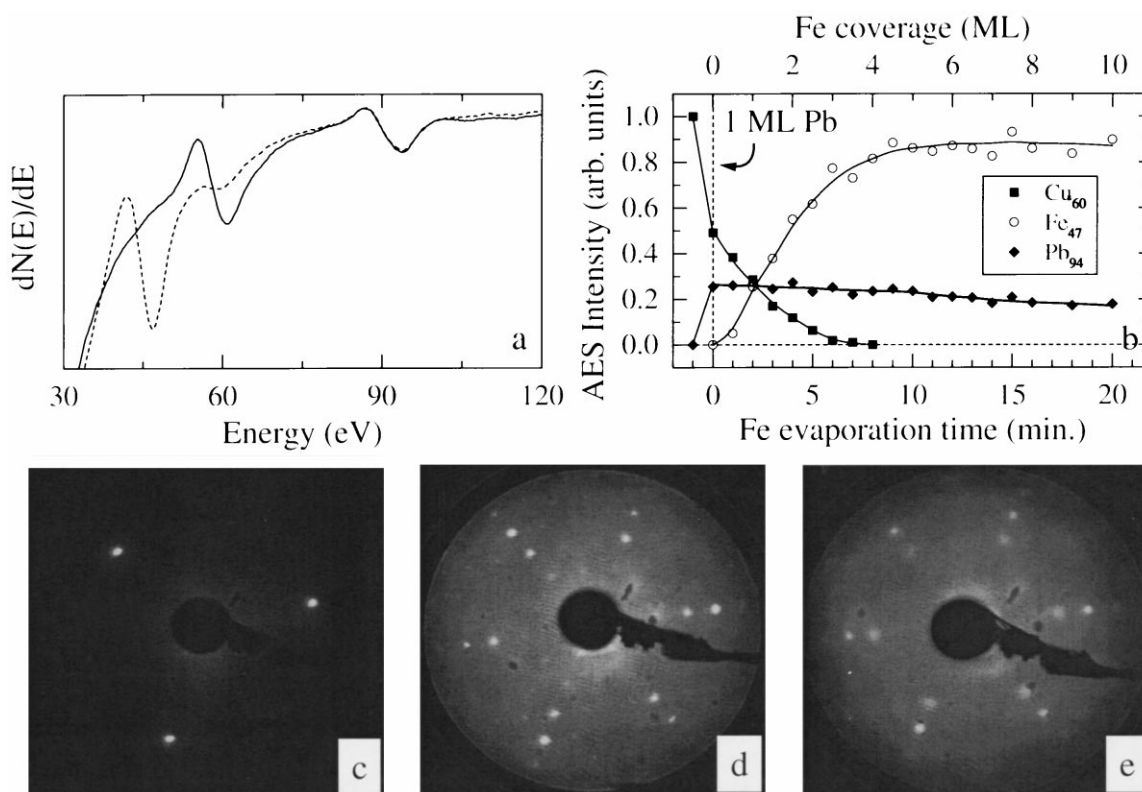 dN(E)/dE
30 60 90 120
Energy (eV)
a
Fe coverage (ML)
0 2 4 6 8 10
AES Intensity (arb. units)
1.0
0.8
0.6
0.4
0.2
0.0
1 ML Pb
Cu60
Fe47
Pb94
b
0 5 10 15 20
Fe evaporation time (min.)
c
d
e